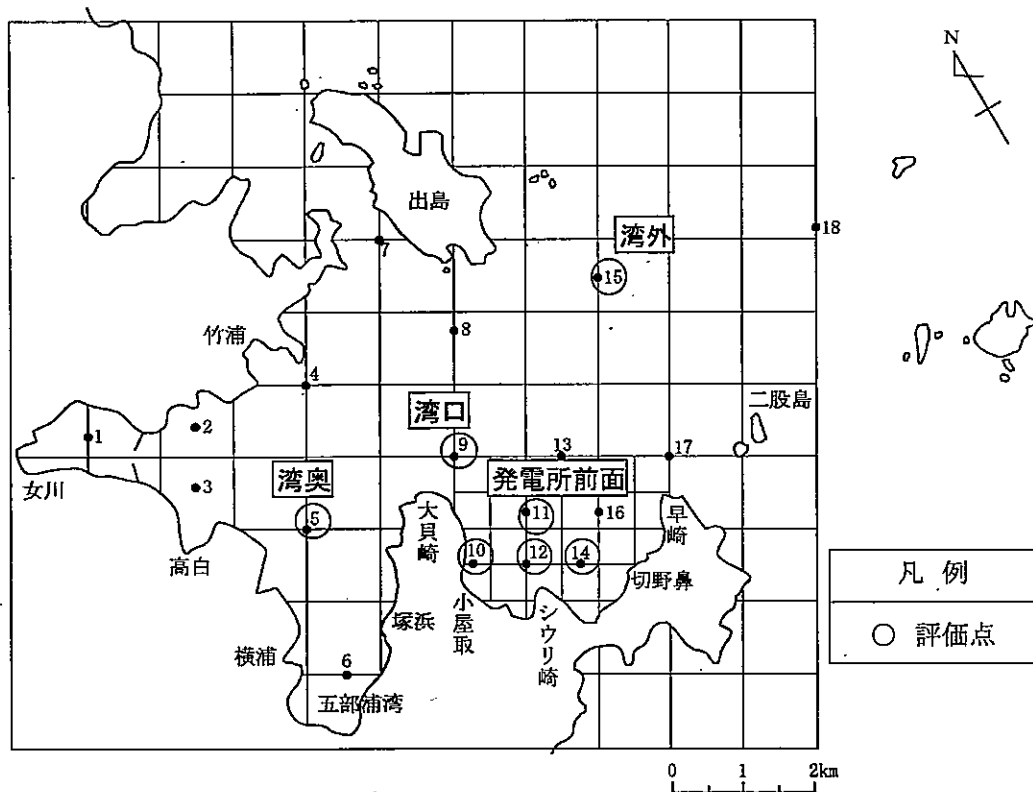 N
出島
湾外
18
15
7
竹浦
8
4
二股島
湾口
2
1
9
13
17
湾奥
発電所前面
女川
3
5
大貝崎
11
16
早崎
高白
10
12
14
切野鼻
凡例
塚浜
小屋取
シウリ崎
○ 評価点
横浦
6
五部浦湾
0 1 2km